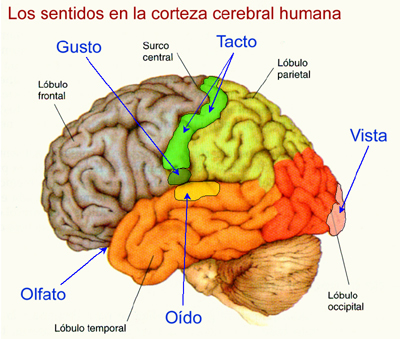 Los sentidos en la corteza cerebral humana
Gusto
Surco
central
Tacto
Lóbulo
parietal
Lóbulo
frontal
Vista
Olfato
Oído
Lóbulo temporal
Lóbulo
occipital